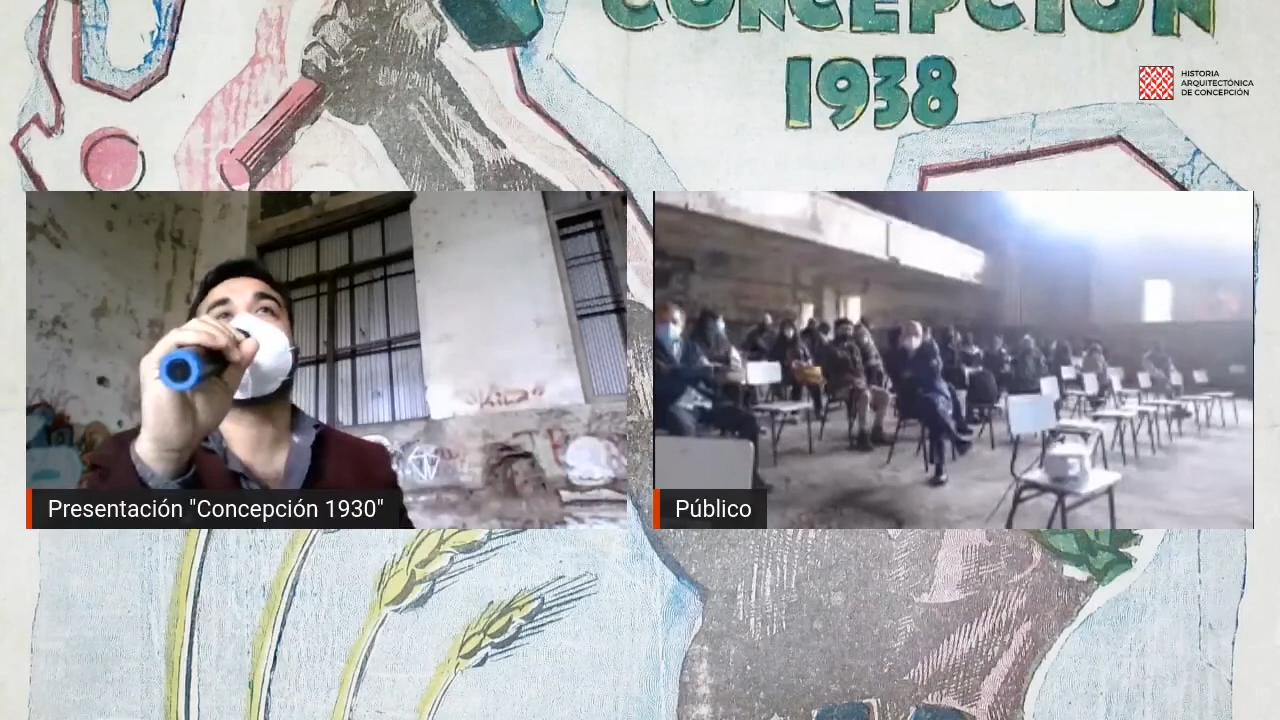 CONCEPCIÓN
1938
HISTORIA
ARQUITECTÓNICA
DE CONCEPCIÓN
Presentación "Concepción 1930"
Público